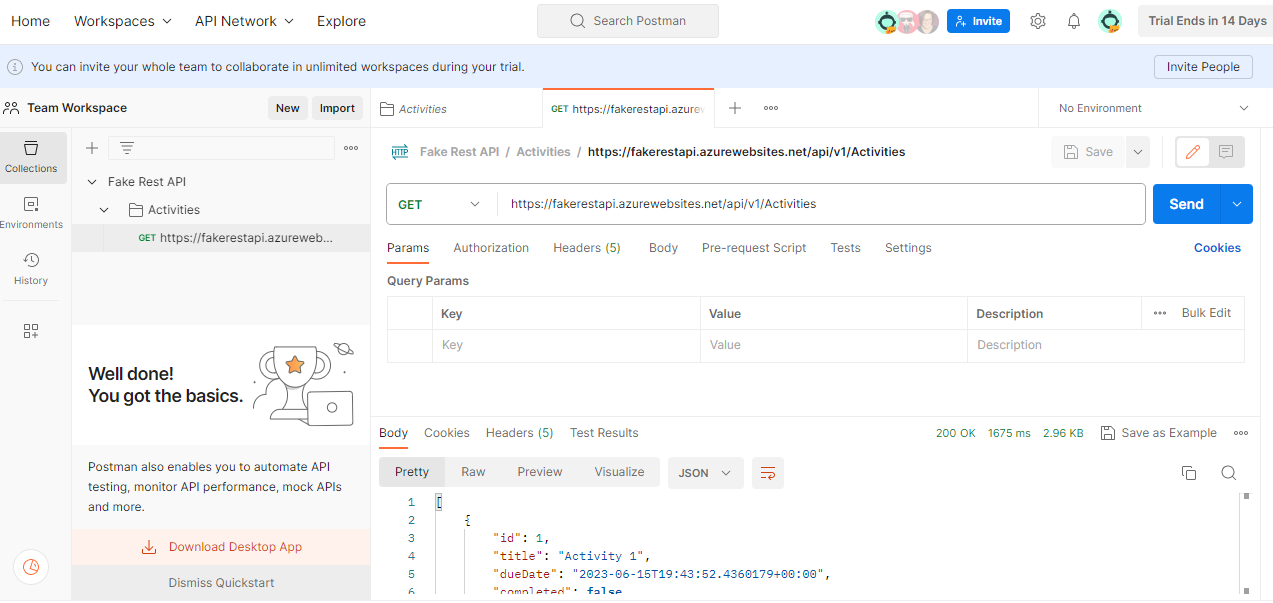 Home Workspaces API Network Explore Search Postman Invite Trial Ends in 14 Days
You can invite your whole team to collaborate in unlimited workspaces during your trial. Invite People
Team Workspace New Import
Activities GET https://fakerestapi.azurew No Environment
Collections
Environments
History
Fake Rest API
Activities
GET https://fakerestapi.azureweb...
Well done!
You got the basics.
Postman also enables you to automate API
testing, monitor API performance, mock APIs
and more.
Download Desktop App
Dismiss Quickstart
HTTP Fake Rest API / Activities / https://fakerestapi.azurewebsites.net/api/v1/Activities Save
GET https://fakerestapi.azurewebsites.net/api/v1/Activities Send
Params Authorization Headers (5) Body Pre-request Script Tests Settings Cookies
Query Params
Key Value Description Bulk Edit
Key Value Description
Body Cookies Headers (5) Test Results 200 OK 1675 ms 2.96 KB Save as Example
Pretty Raw Preview Visualize JSON
1 [
2 {
3 "id": 1,
4 "title": "Activity 1",
5 "dueDate": "2023-06-15T19:43:52.4360179+00:00",
6 "completed": false